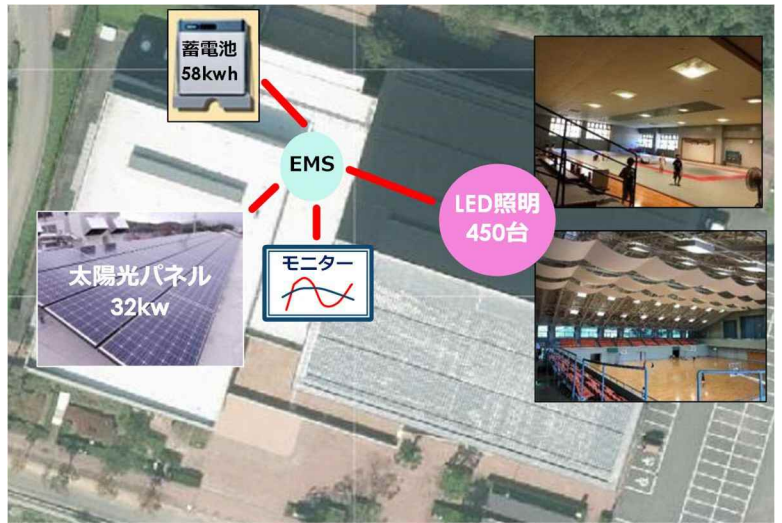 蓄電池
58kwh
EMS
LED照明
450台
太陽光パネル
32kw
モニター